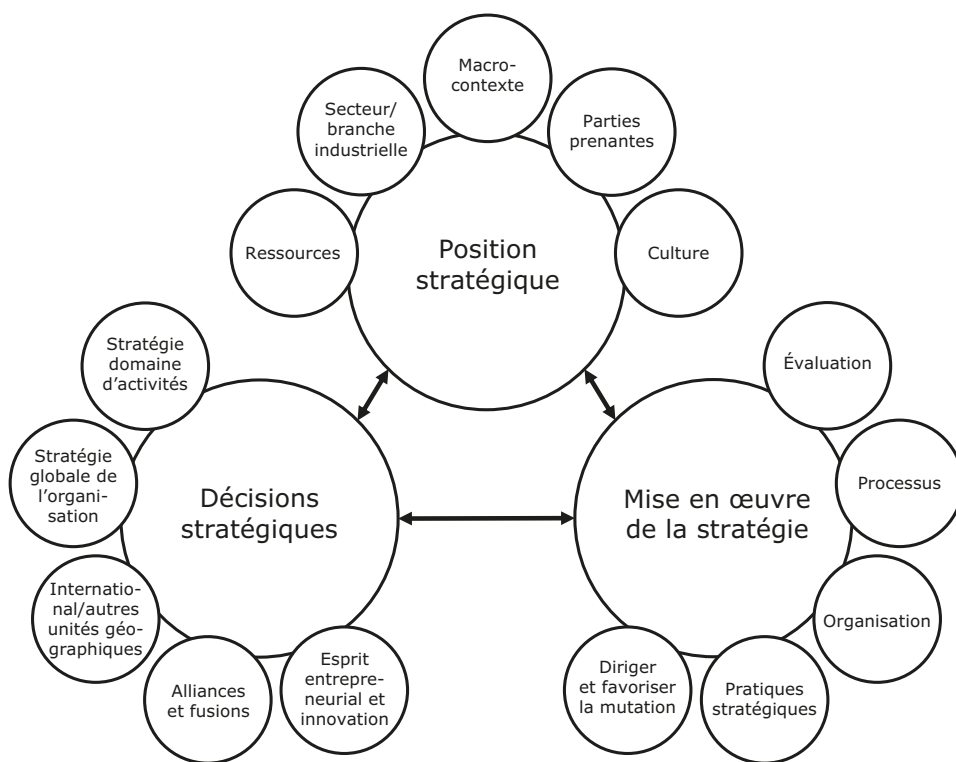 Macro-
contexte
Secteur/
branche
industrielle
Parties
prenantes
Ressources
Position
stratégique
Culture
Stratégie
domaine
d’activités
Stratégie
globale de
l’organi-
sation
Décisions
stratégiques
Internatio-
nal/autres
unités géo-
graphiques
Alliances
et fusions
Esprit
entrepre-
neurial et
innovation
Évaluation
Processus
Mise en œuvre
de la stratégie
Organisation
Diriger
et favoriser
la mutation
Pratiques
stratégiques